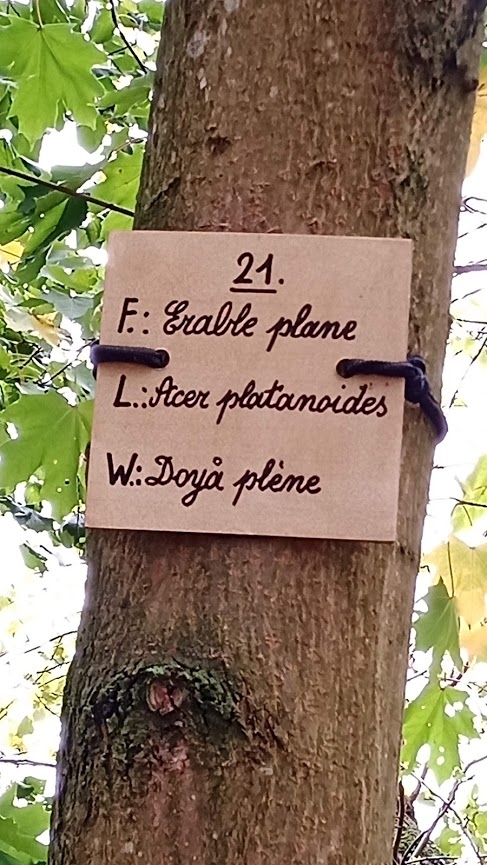 21.
F.: Erable plane
L.: Acer platanoides
W.: Doyå plène